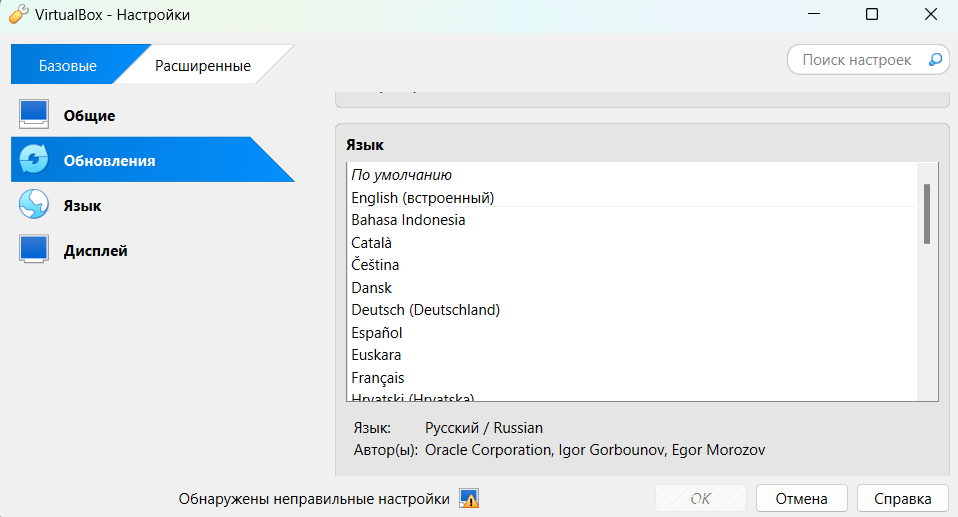 VirtualBox - Настройки
Базовые
Расширенные
Поиск настроек
Общие
Обновления
Язык
Дисплей
Язык
По умолчанию
English (встроенный)
Bahasa Indonesia
Català
Čeština
Dansk
Deutsch (Deutschland)
Español
Euskara
Français
Hrvatski (Hrvatska)
Язык: Русский / Russian
Автор(ы): Oracle Corporation, Igor Gorbounov, Egor Morozov
Обнаружены неправильные настройки
OK
Отмена
Справка